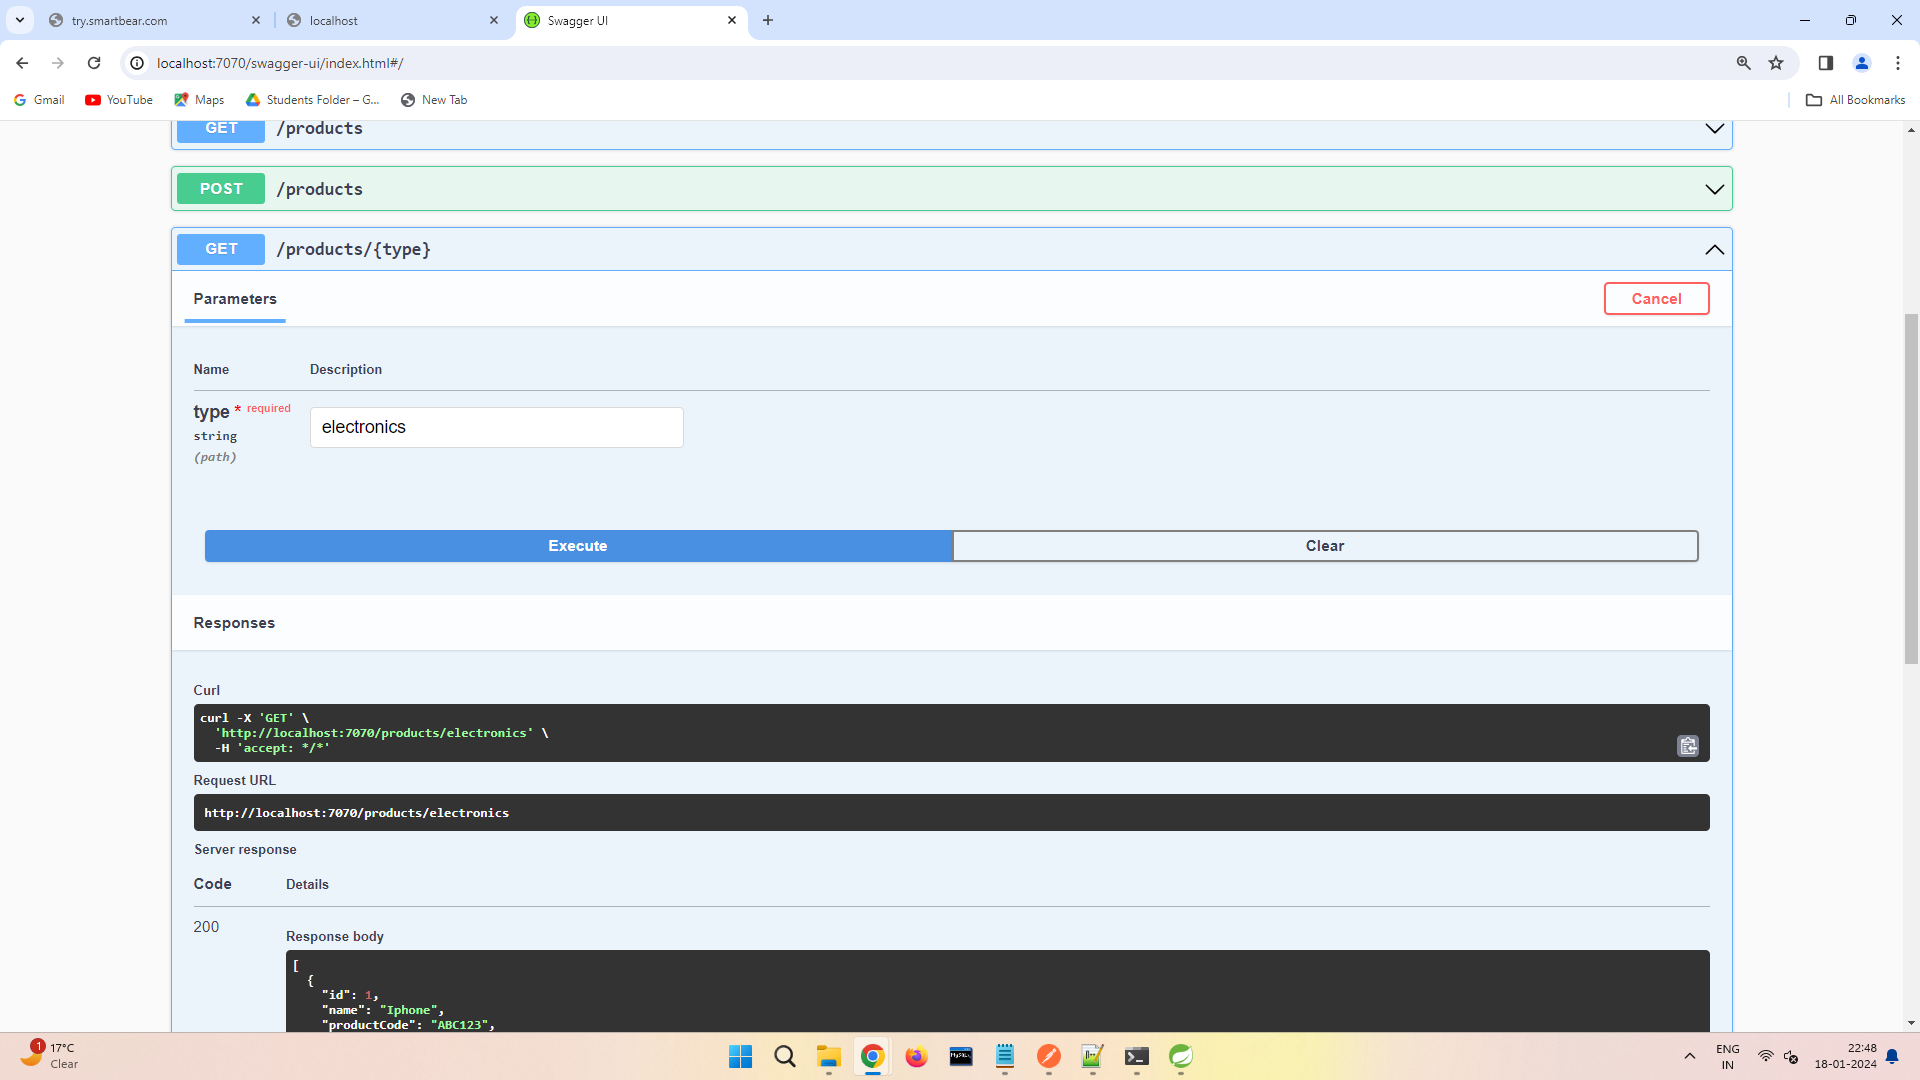 try.smartbear.com
localhost
Swagger UI
localhost:7070/swagger-ui/index.html#/
Gmail
YouTube
Maps
Students Folder – G...
New Tab
All Bookmarks
GET /products
POST /products
GET /products/{type}
Parameters
Cancel
Name Description
type * required
string
(path)
electronics
Execute
Clear
Responses
Curl
curl -X 'GET' \
'http://localhost:7070/products/electronics' \
-H 'accept: */*'
Request URL
http://localhost:7070/products/electronics
Server response
Code Details
200
Response body
[
{
"id": 1,
"name": "Iphone",
"productCode": "ABC123",
1
17°C
Clear
MySQL
ENG
IN
22:48
18-01-2024